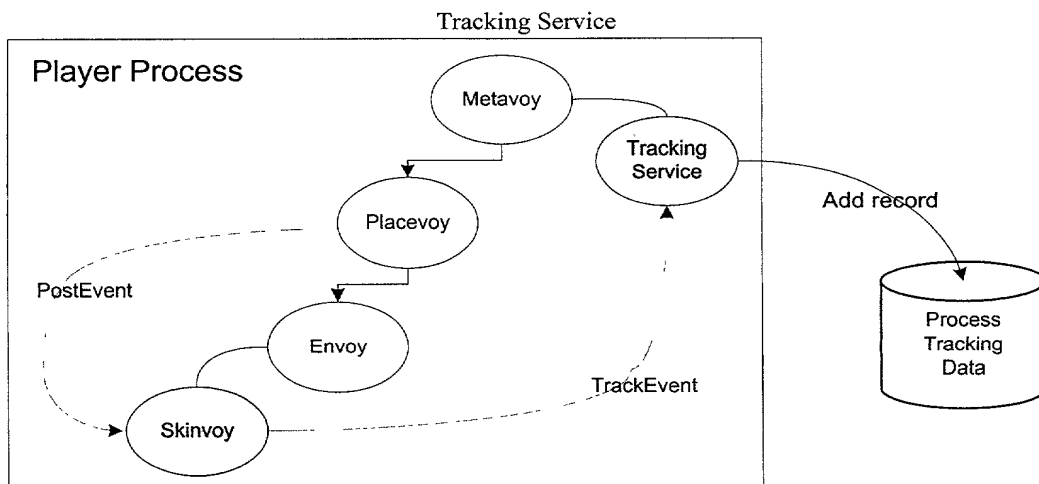 Tracking Service
Player Process
Metavoy
Tracking
Service
Add record
Placevoy
PostEvent
Process
Tracking
Data
Envoy
TrackEvent
Skinvoy